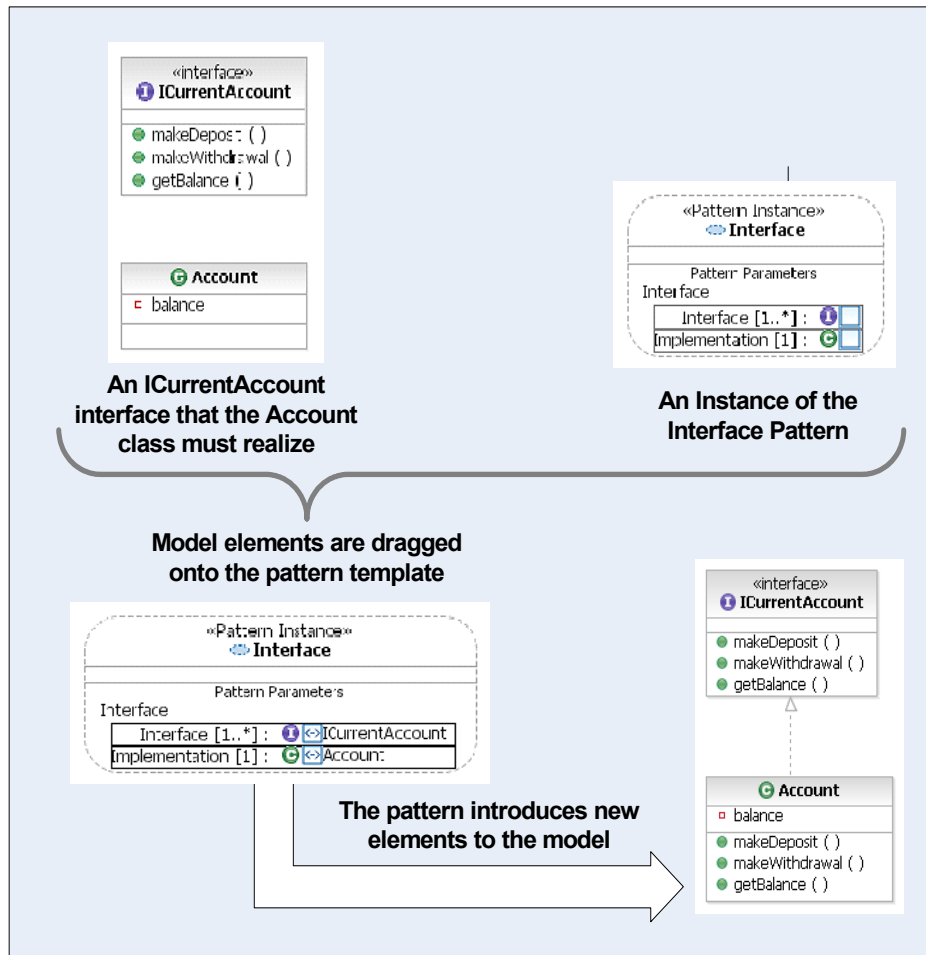 «interface»
ICurrentAccount
makeDeposit ( )
makeWithdrawal ( )
getBalance ( )
Account
balance
An ICurrentAccount
interface that the Account
class must realize
«Pattern Instance»
Interface
Pattern Parameters
Interface
Interface [1..*] :
Implementation [1] :
An Instance of the
Interface Pattern
Model elements are dragged
onto the pattern template
«Pattern Instance»
Interface
Pattern Parameters
Interface
Interface [1..*] : ICurrentAccount
Implementation [1] : Account
The pattern introduces new
elements to the model
«interface»
ICurrentAccount
makeDeposit ( )
makeWithdrawal ( )
getBalance ( )
Account
balance
makeDeposit ( )
makeWithdrawal ( )
getBalance ( )